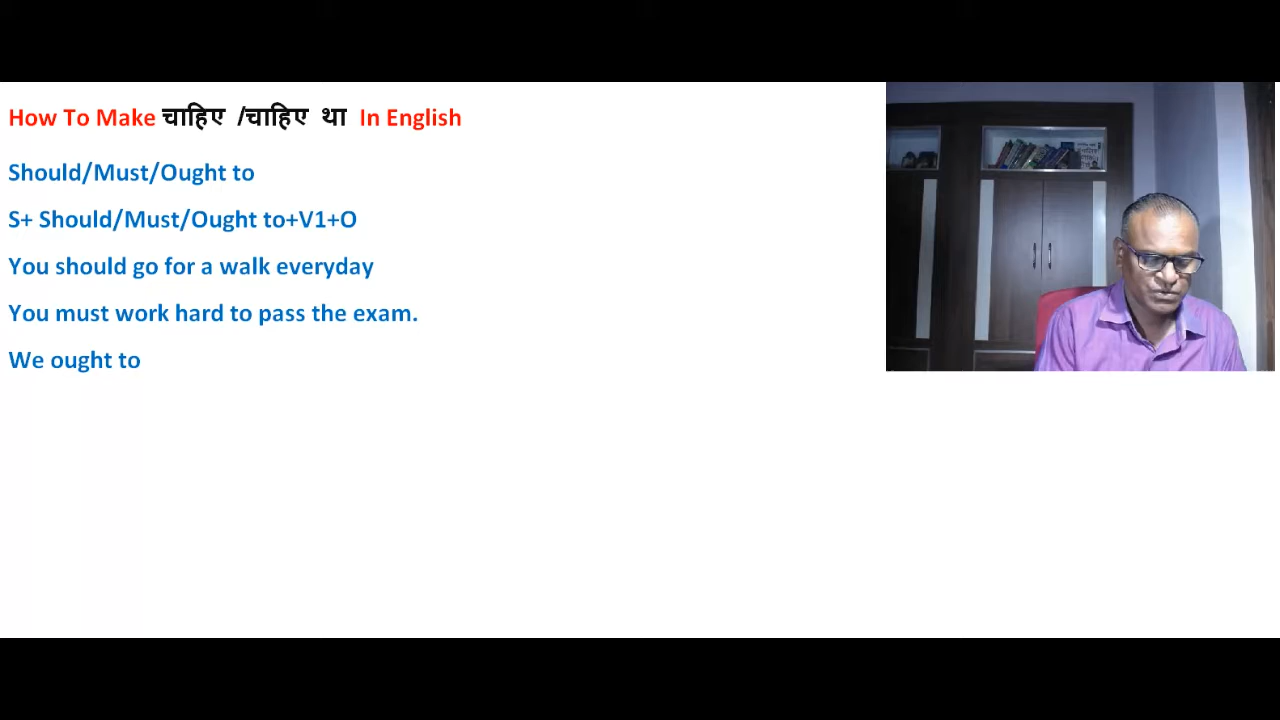 How To Make चाहिए /चाहिए था In English
Should/Must/Ought to
S+ Should/Must/Ought to+V1+O
You should go for a walk everyday
You must work hard to pass the exam.
We ought to